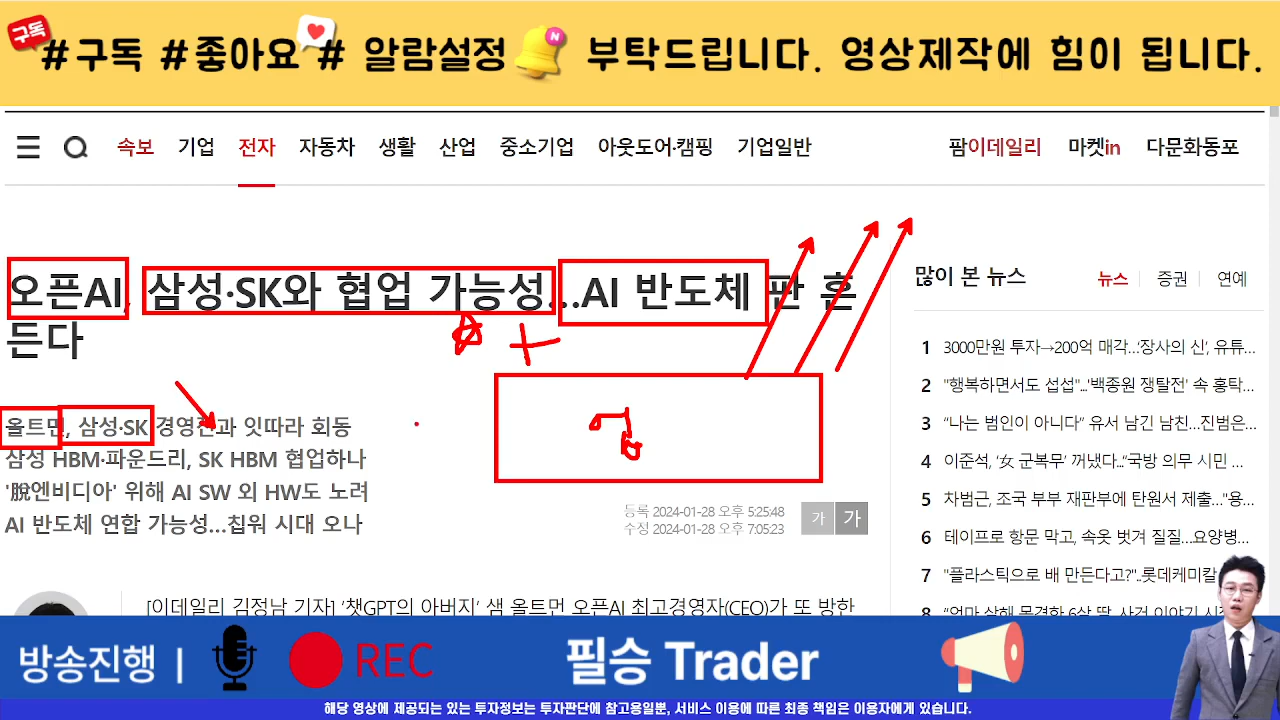 구독
#구독 #좋아요 # 알람설정 N 부탁드립니다. 영상제작에 힘이 됩니다.
속보 기업 전자 자동차 생활 산업 중소기업 아웃도어·캠핑 기업일반 팜이데일리 마켓in 다문화동포
오픈AI, 삼성·SK와 협업 가능성…AI 반도체 판 흔
든다
올트먼, 삼성·SK 경영진과 잇따라 회동
삼성 HBM·파운드리, SK HBM 협업하나
'脫엔비디아' 위해 AI SW 외 HW도 노려
AI 반도체 연합 가능성…칩워 시대 오나
등록 2024-01-28 오후 5:25:48
수정 2024-01-28 오후 7:05:23
가 가
[이데일리 김정남 기자] ‘챗GPT의 아버지’ 샘 올트먼 오픈AI 최고경영자(CEO)가 또 방한
많이 본 뉴스 뉴스 증권 연예
1 3000만원 투자→200억 매각…'장사의 신', 유튜…
2 "행복하면서도 섭섭"…'백종원 쟁탈전' 속 홍탁…
3 “나는 범인이 아니다” 유서 남긴 남친…진범은…
4 이준석, ‘女 군복무’ 꺼냈다…“국방 의무 시민 …
5 차범근, 조국 부부 재판부에 탄원서 제출…"용…
6 테이프로 항문 막고, 속옷 벗겨 질질…요양병…
7 "플라스틱으로 배 만든다고?"..롯데케미칼
8
방송진행 | REC 필승 Trader
해당 영상에 제공되는 있는 투자정보는 투자판단에 참고용일뿐, 서비스 이용에 따른 최종 책임은 이용자에게 있습니다.